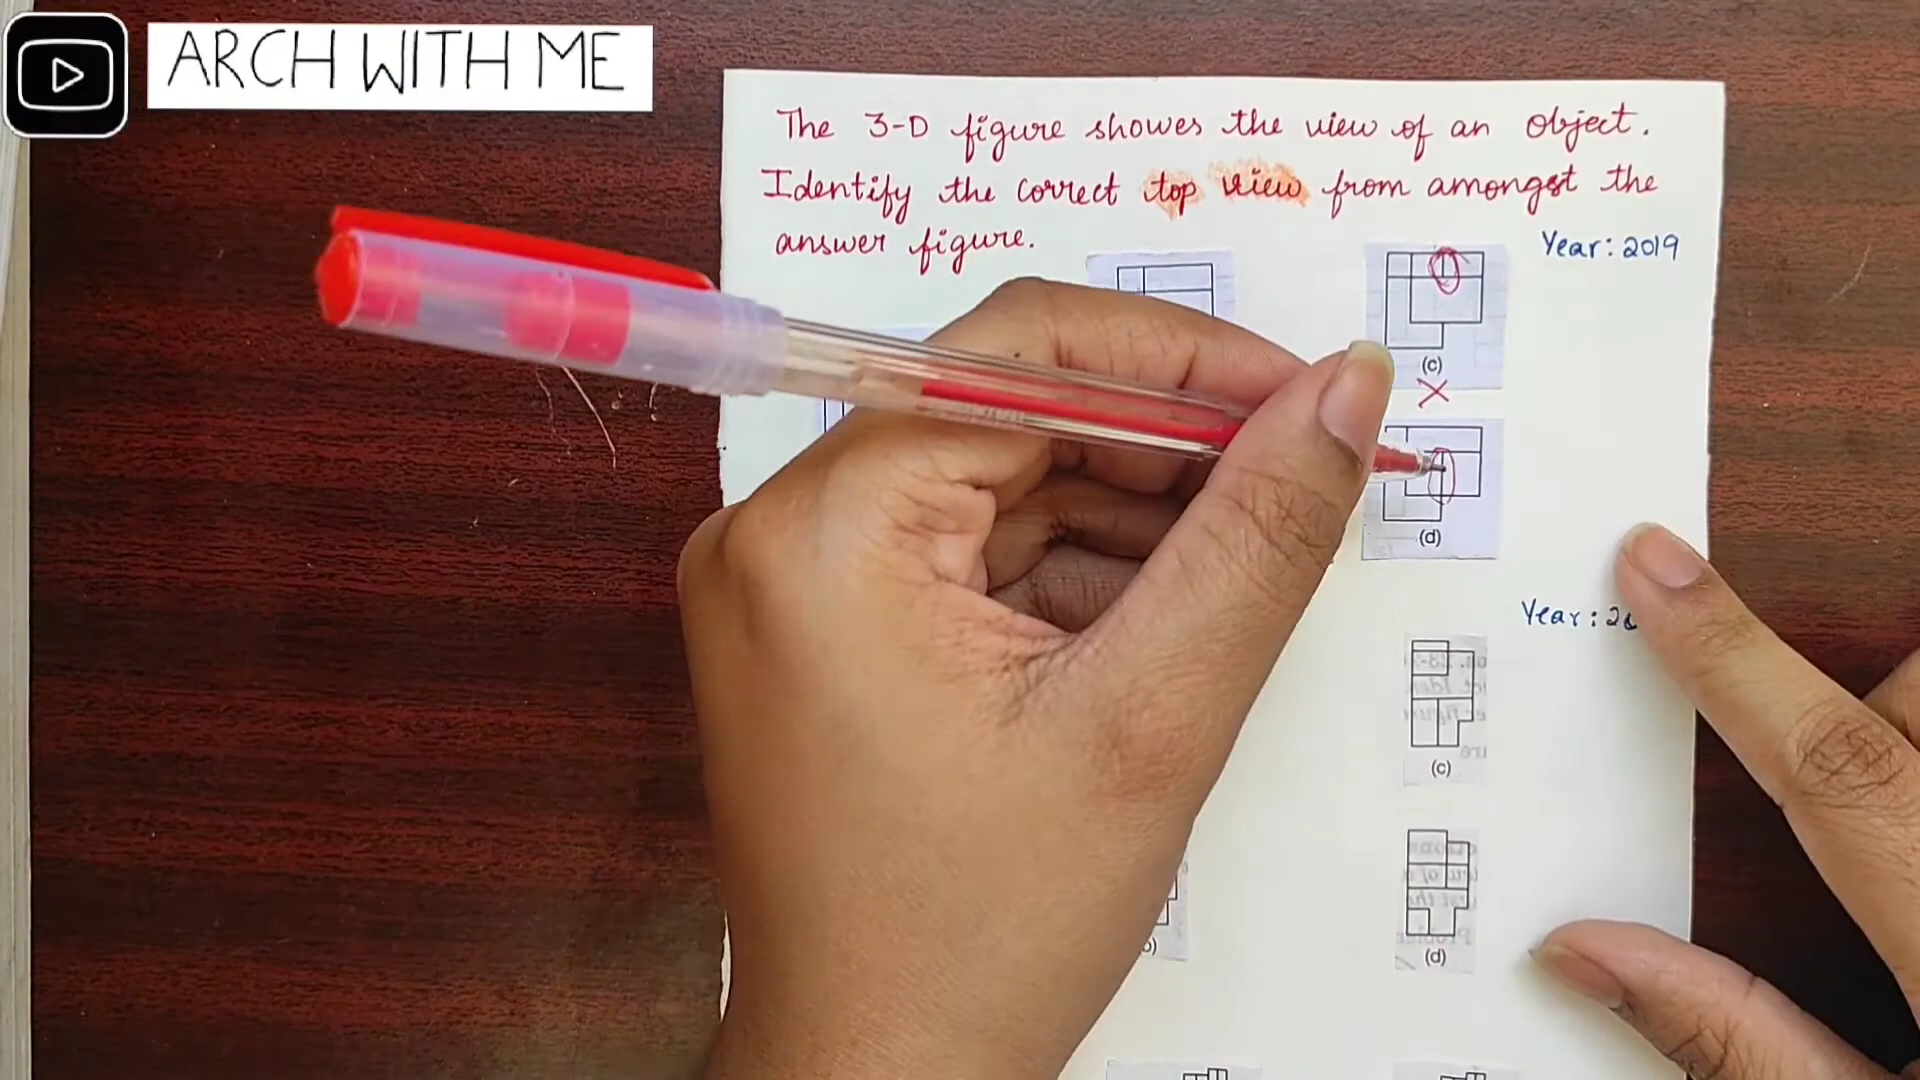 ARCH WITH ME
The 3-D figure showes the view of an object.
Identify the correct top view from amongst the
answer figure.
Year: 2019
(c)
(d)
Year:
(c)
(d)